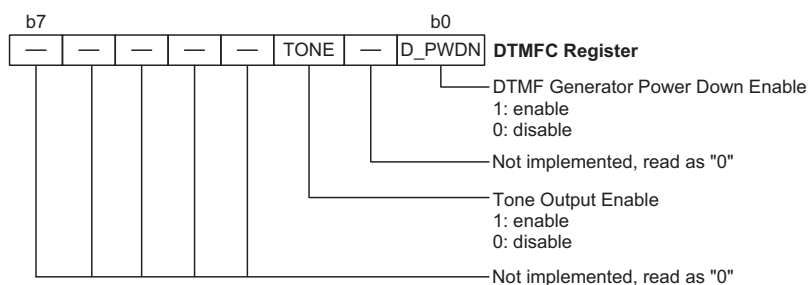 b7 b0
— — — — — TONE — D_PWDN DTMFC Register
DTMF Generator Power Down Enable
1: enable
0: disable
Not implemented, read as "0"
Tone Output Enable
1: enable
0: disable
Not implemented, read as "0"